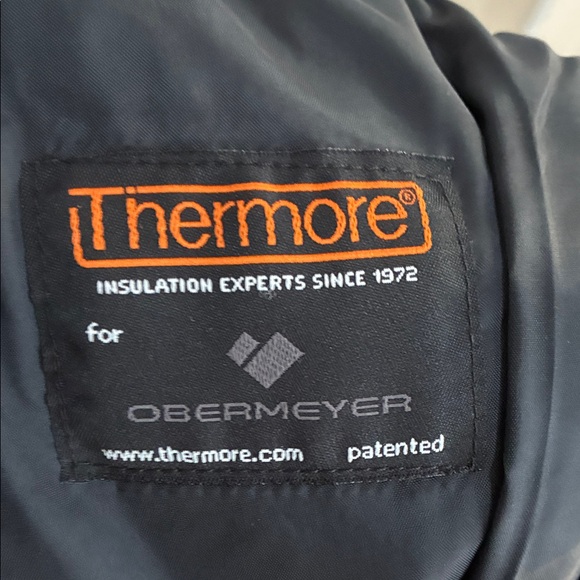 Thermore®
INSULATION EXPERTS SINCE 1972
for
OBERMEYER
www.thermore.com patented